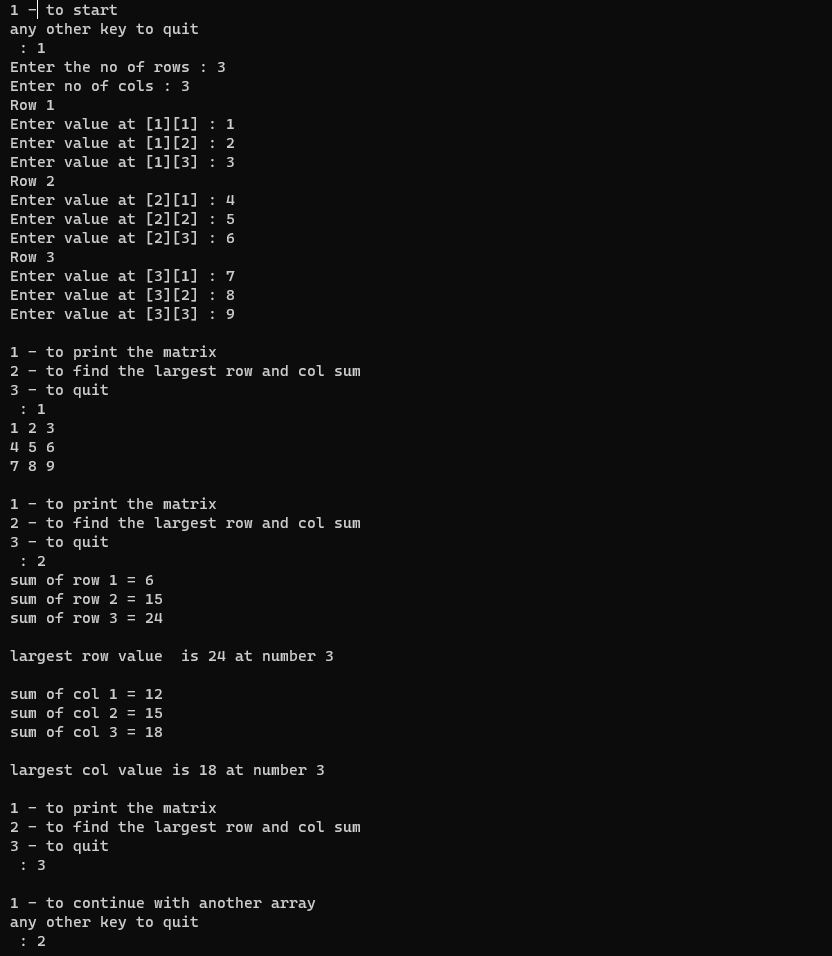 1 - to start
any other key to quit
 : 1
Enter the no of rows : 3
Enter no of cols : 3
Row 1
Enter value at [1][1] : 1
Enter value at [1][2] : 2
Enter value at [1][3] : 3
Row 2
Enter value at [2][1] : 4
Enter value at [2][2] : 5
Enter value at [2][3] : 6
Row 3
Enter value at [3][1] : 7
Enter value at [3][2] : 8
Enter value at [3][3] : 9

1 - to print the matrix
2 - to find the largest row and col sum
3 - to quit
 : 1
1 2 3
4 5 6
7 8 9

1 - to print the matrix
2 - to find the largest row and col sum
3 - to quit
 : 2
sum of row 1 = 6
sum of row 2 = 15
sum of row 3 = 24

largest row value  is 24 at number 3

sum of col 1 = 12
sum of col 2 = 15
sum of col 3 = 18

largest col value is 18 at number 3

1 - to print the matrix
2 - to find the largest row and col sum
3 - to quit
 : 3

1 - to continue with another array
any other key to quit
 : 2